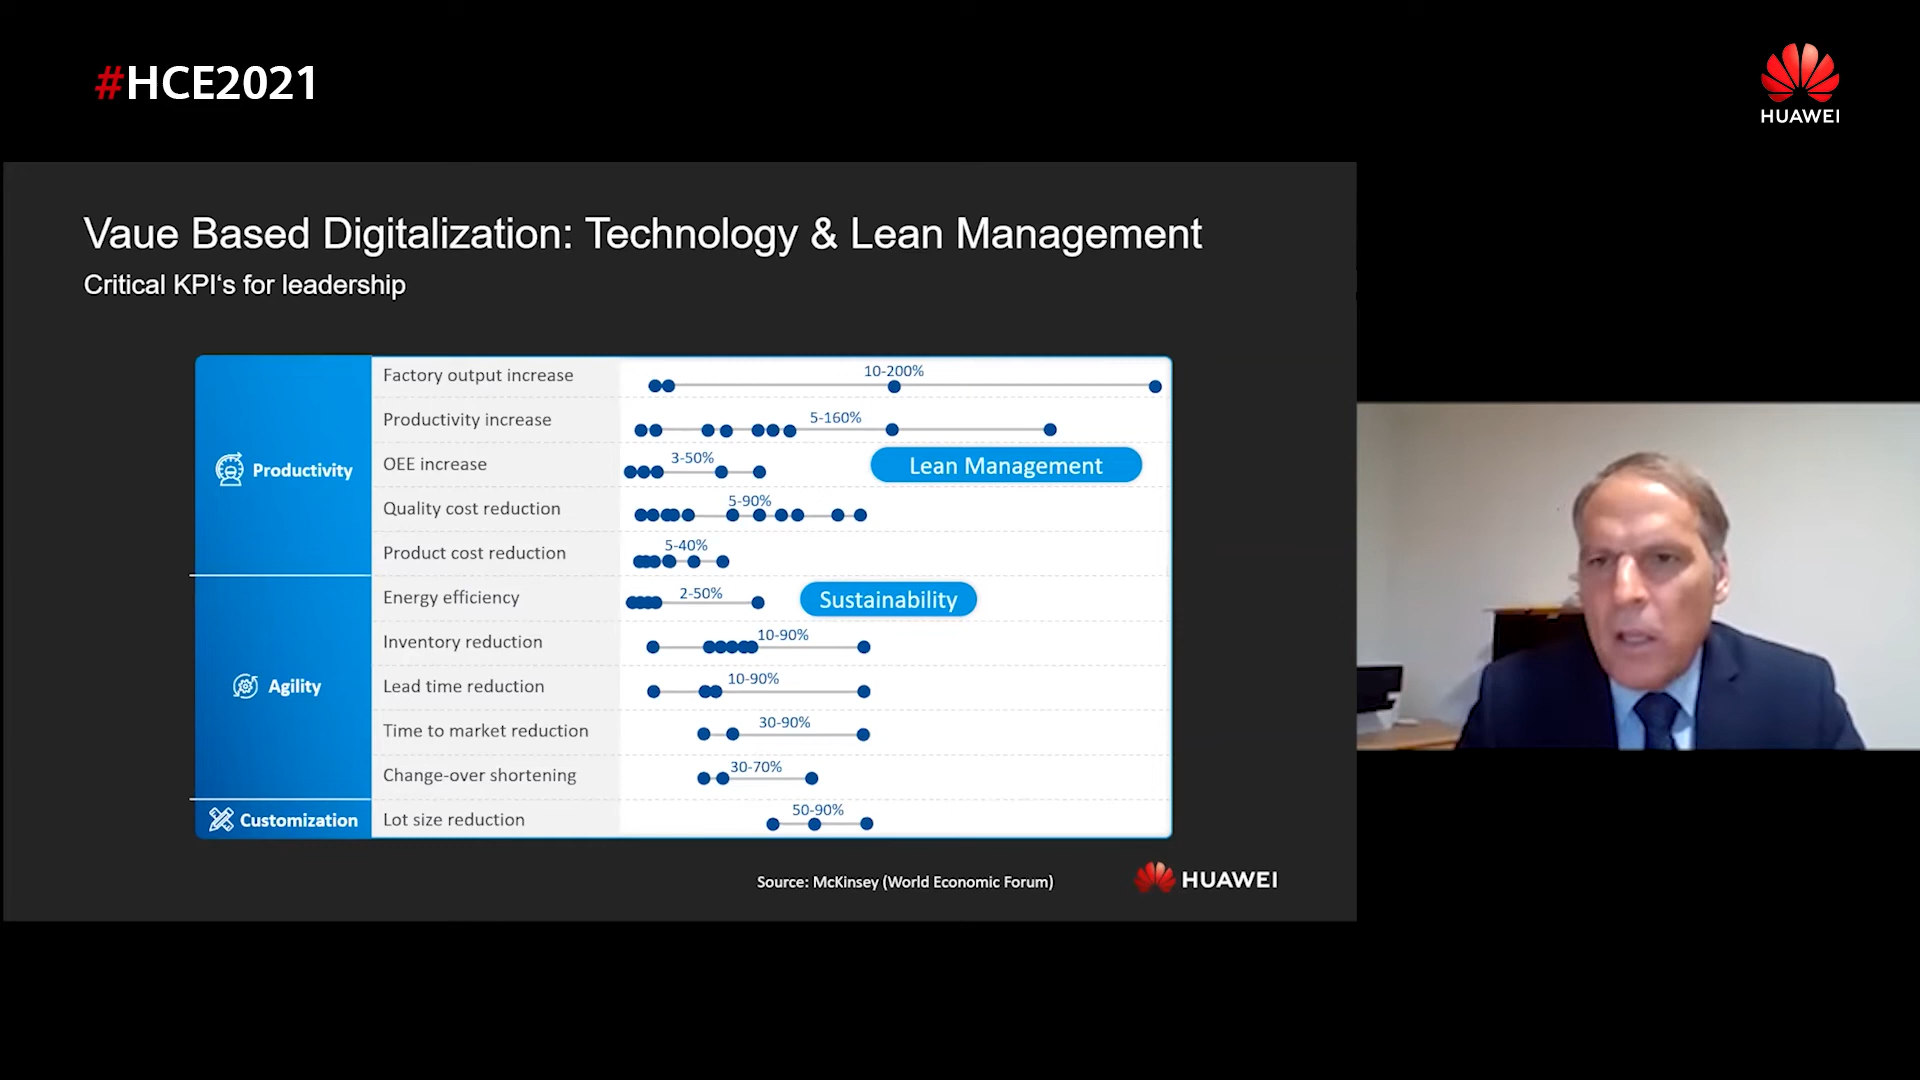 #HCE2021
HUAWEI
Vaue Based Digitalization: Technology & Lean Management
Critical KPI‘s for leadership
Productivity
Factory output increase
10-200%
Productivity increase
5-160%
OEE increase
3-50%
Lean Management
Quality cost reduction
5-90%
Product cost reduction
5-40%
Agility
Energy efficiency
2-50%
Sustainability
Inventory reduction
10-90%
Lead time reduction
10-90%
Time to market reduction
30-90%
Change-over shortening
30-70%
Customization
Lot size reduction
50-90%
Source: McKinsey (World Economic Forum)
HUAWEI